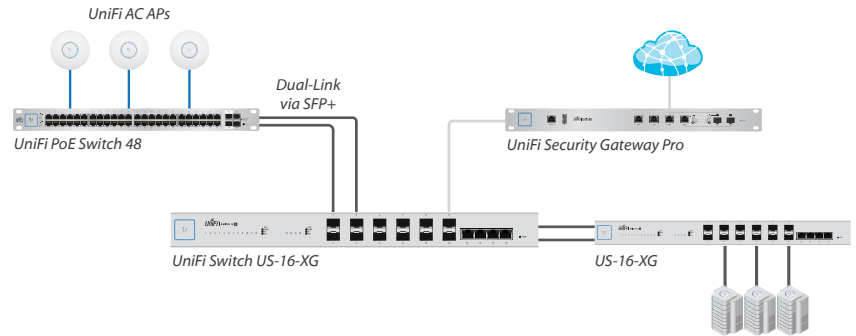 UniFi AC APs
Dual-Link
via SFP+
UniFi PoE Switch 48
UniFi Security Gateway Pro
UniFi
UniFi Switch US-16-XG
US-16-XG